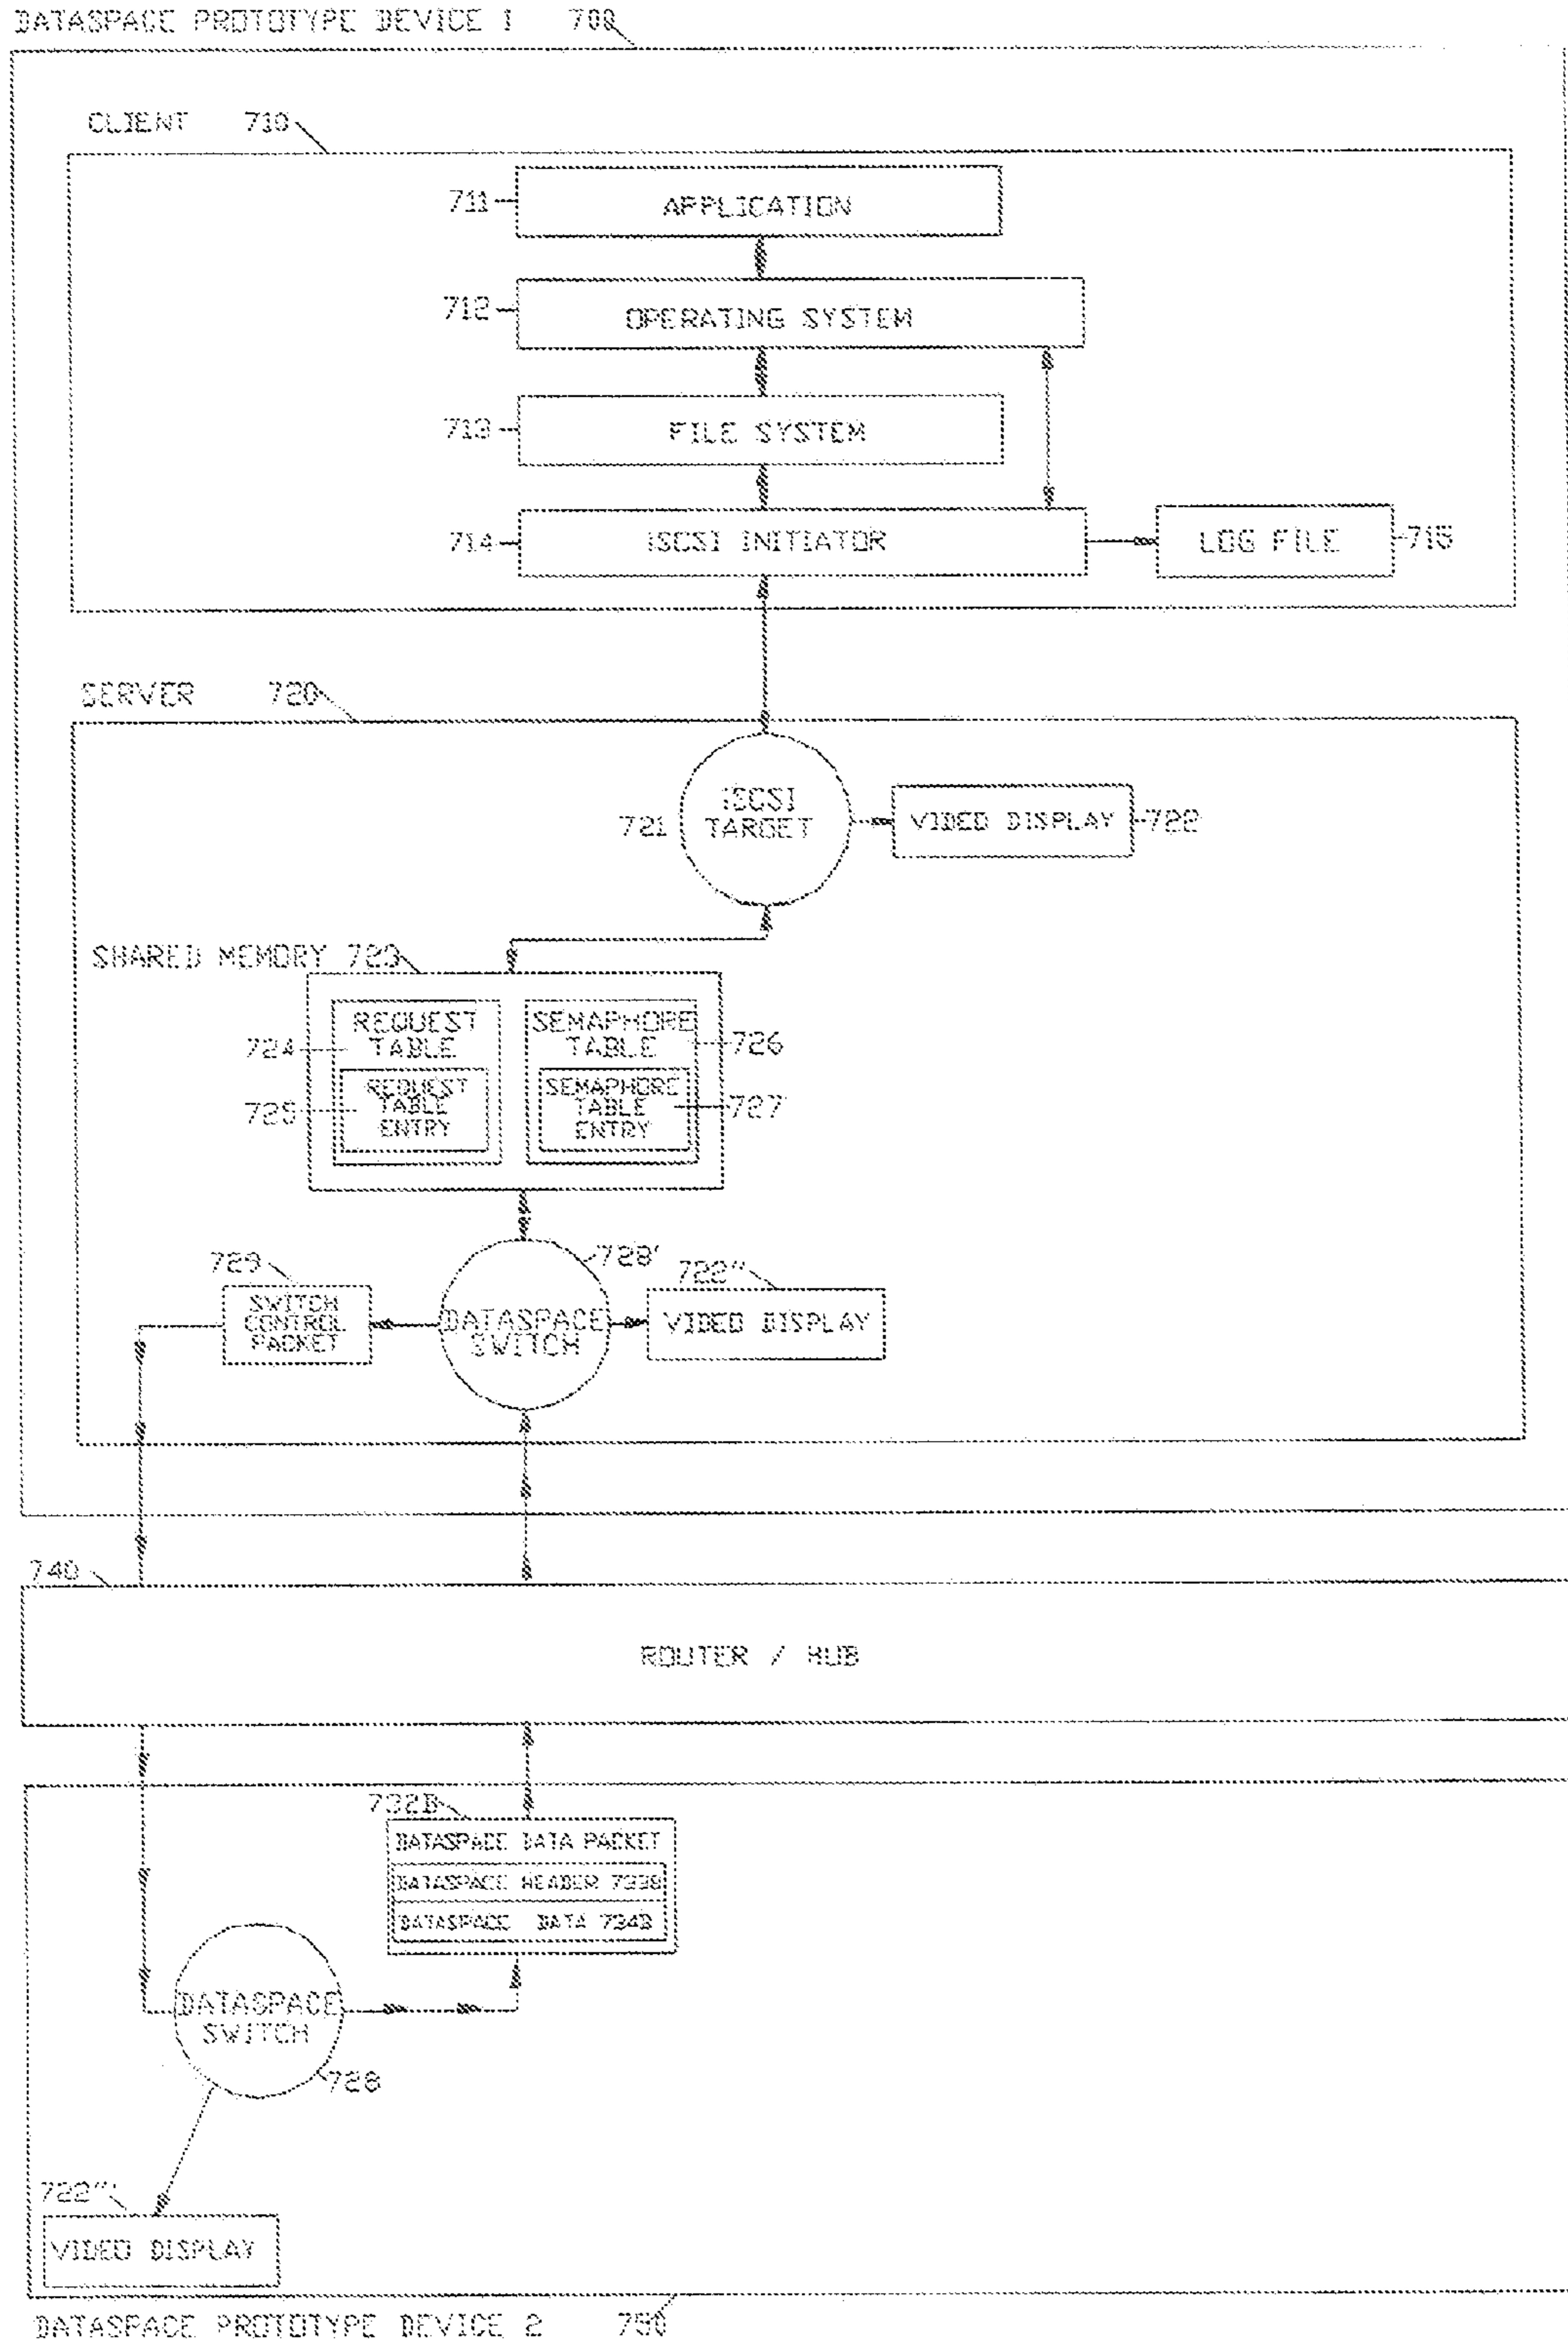 DATASPACE PROTOTYPE DEVICE 1 700
CLIENT 710
711
APPLICATION
712
OPERATING SYSTEM
713
FILE SYSTEM
714
iSCSI INITIATOR
LOG FILE
715
SERVER 720
721
iSCSI
TARGET
VIDEO DISPLAY
722
SHARED MEMORY 723
724
REQUEST
TABLE
SEMAPHORE
TABLE
726
725
REQUEST
TABLE
ENTRY
SEMAPHORE
TABLE
ENTRY
727
729
SWITCH
CONTROL
PACKET
728'
DATASPACE
SWITCH
722"
VIDEO DISPLAY
740
ROUTER / HUB
732B
DATASPACE DATA PACKET
DATASPACE HEADER 733B
DATASPACE DATA 734B
DATASPACE
SWITCH
728
722"'
VIDEO DISPLAY
DATASPACE PROTOTYPE DEVICE 2 750